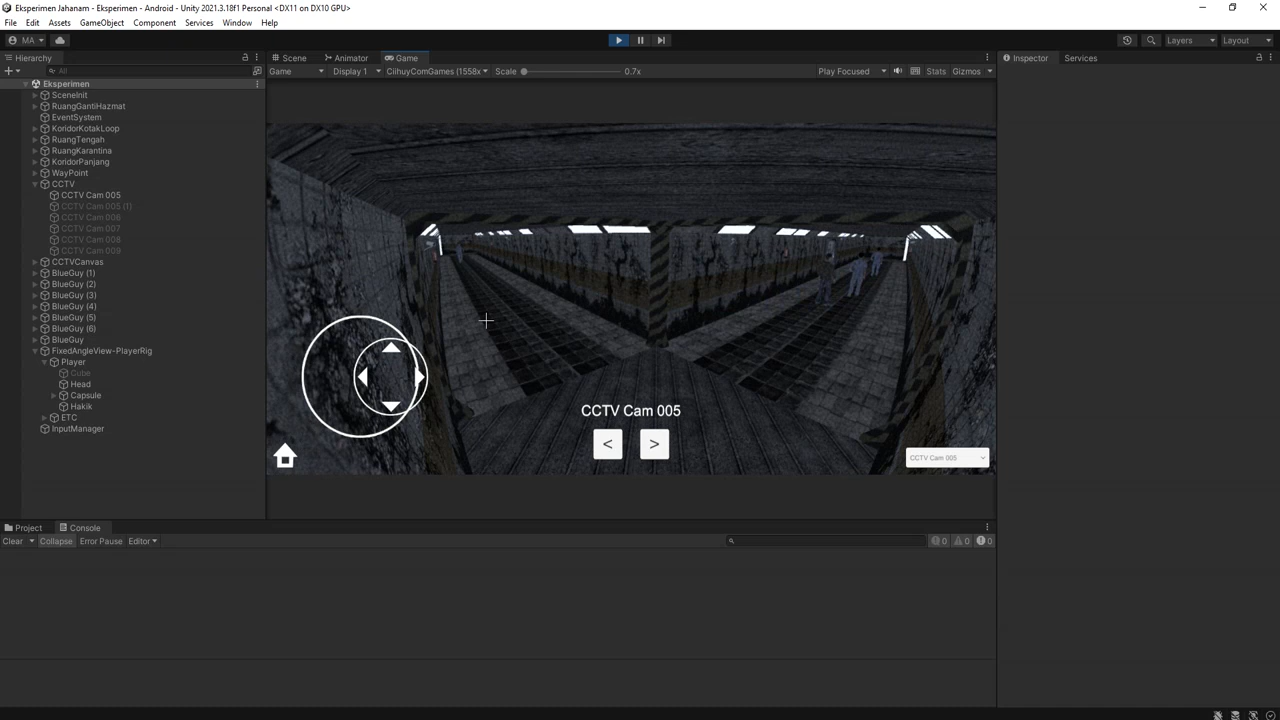 Eksperimen Jahanam - Eksperimen - Android - Unity 2021.3.18f1 Personal <DX11 on DX10 GPU>
File Edit Assets GameObject Component Services Window Help
MA
Layers
Layout
Hierarchy
Scene
Animator
Game
Inspector
Services
All
Game
Display 1
CiihuyComGames (1558x
Scale
0.7x
Play Focused
Stats
Gizmos
Eksperimen
SceneInit
RuangGantiHazmat
EventSystem
KoridorKotakLoop
RuangTengah
RuangKarantina
KoridorPanjang
WayPoint
CCTV
CCTV Cam 005
CCTV Cam 005 (1)
CCTV Cam 006
CCTV Cam 007
CCTV Cam 008
CCTV Cam 009
CCTVCanvas
BlueGuy (1)
BlueGuy (2)
BlueGuy (3)
BlueGuy (4)
BlueGuy (5)
BlueGuy (6)
BlueGuy
FixedAngleView-PlayerRig
Player
Cube
Head
Capsule
Hakik
ETC
InputManager
CCTV Cam 005
< >
CCTV Cam 005
Project
Console
Clear
Collapse
Error Pause
Editor
0
0
0